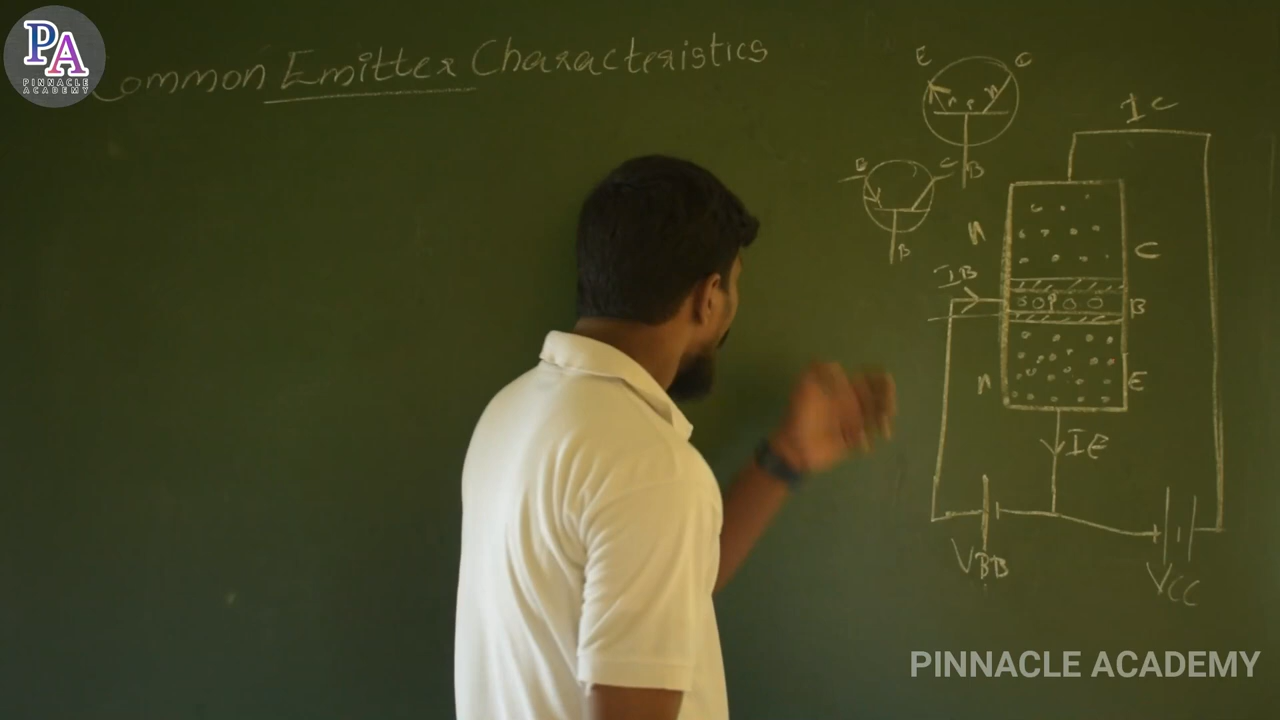 PA
PINNACLE
ACADEMY
Common Emitter Characteristics
E C
B
C
B
IC
n
C
IB
B
n
E
IE
VBB
VCC
PINNACLE ACADEMY